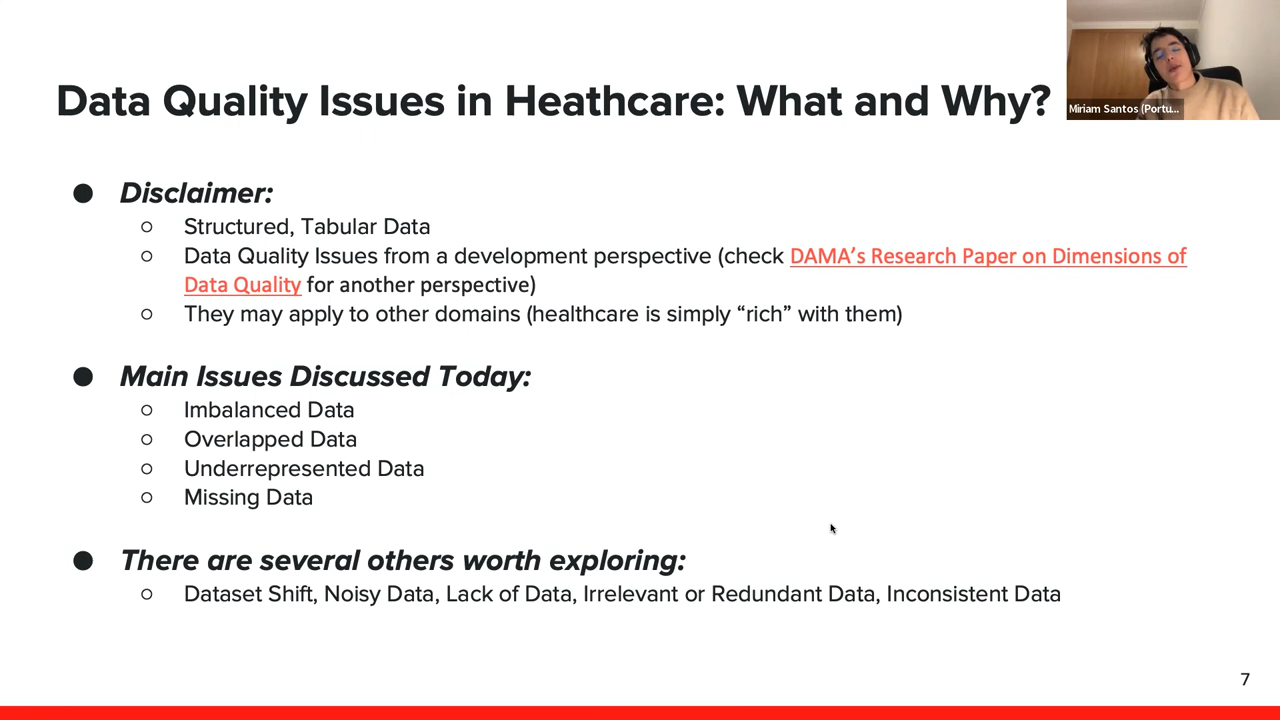 Data Quality Issues in Heathcare: What and Why?
Miriam Santos (Portu...
● Disclaimer:
○ Structured, Tabular Data
○ Data Quality Issues from a development perspective (check DAMA's Research Paper on Dimensions of
Data Quality for another perspective)
○ They may apply to other domains (healthcare is simply “rich” with them)
● Main Issues Discussed Today:
○ Imbalanced Data
○ Overlapped Data
○ Underrepresented Data
○ Missing Data
● There are several others worth exploring:
○ Dataset Shift, Noisy Data, Lack of Data, Irrelevant or Redundant Data, Inconsistent Data
7